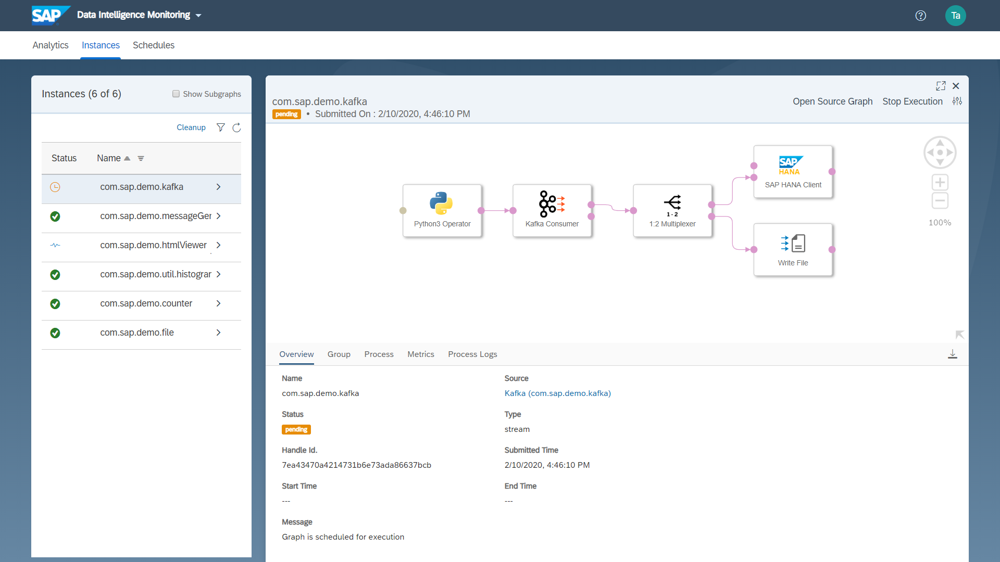 SAP Data Intelligence Monitoring
Ta
Analytics Instances Schedules
Instances (6 of 6)
Show Subgraphs
Cleanup
Status Name
com.sap.demo.kafka
com.sap.demo.messageGer
com.sap.demo.htmlViewer
com.sap.demo.util.histograr
com.sap.demo.counter
com.sap.demo.file
com.sap.demo.kafka
pending • Submitted On : 2/10/2020, 4:46:10 PM
Open Source Graph Stop Execution
Python3 Operator
Kafka Consumer
1 - 2
1:2 Multiplexer
SAP
HANA
SAP HANA Client
Write File
100%
Overview Group Process Metrics Process Logs
Name
com.sap.demo.kafka
Source
Kafka (com.sap.demo.kafka)
Status
pending
Type
stream
Handle Id.
7ea43470a4214731b6e73ada86637bcb
Submitted Time
2/10/2020, 4:46:10 PM
Start Time
---
End Time
---
Message
Graph is scheduled for execution